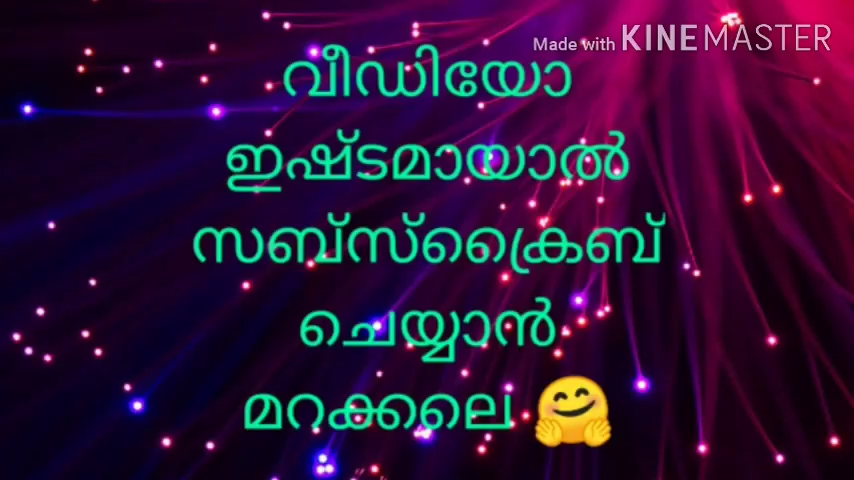 Made with KINEMASTER
വീഡിയോ
ഇഷ്ടമായാൽ
സബ്സ്ക്രൈബ്
ചെയ്യാൻ
മറക്കലെ 🤗